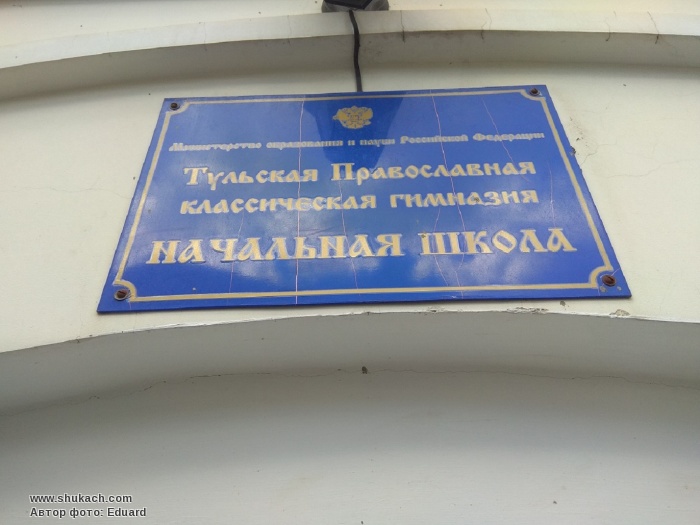 Министерство образования и науки Российской Федерации
Тульская Православная
классическая гимназия
НАЧАЛЬНАЯ ШКОЛА
www.shukach.com
Автор фото: Eduard